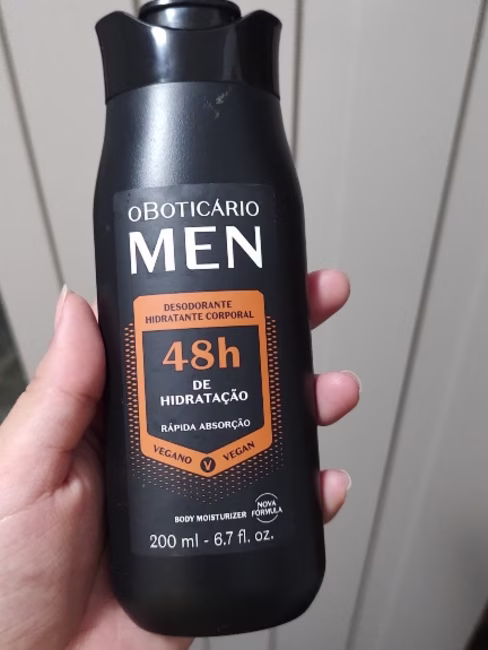 oBoticário
MEN
DESODORANTE
HIDRATANTE CORPORAL
48h
DE
HIDRATAÇÃO
RÁPIDA ABSORÇÃO
VEGANO V VEGAN
BODY MOISTURIZER NOVA FÓRMULA
200 ml - 6.7 fl. oz.